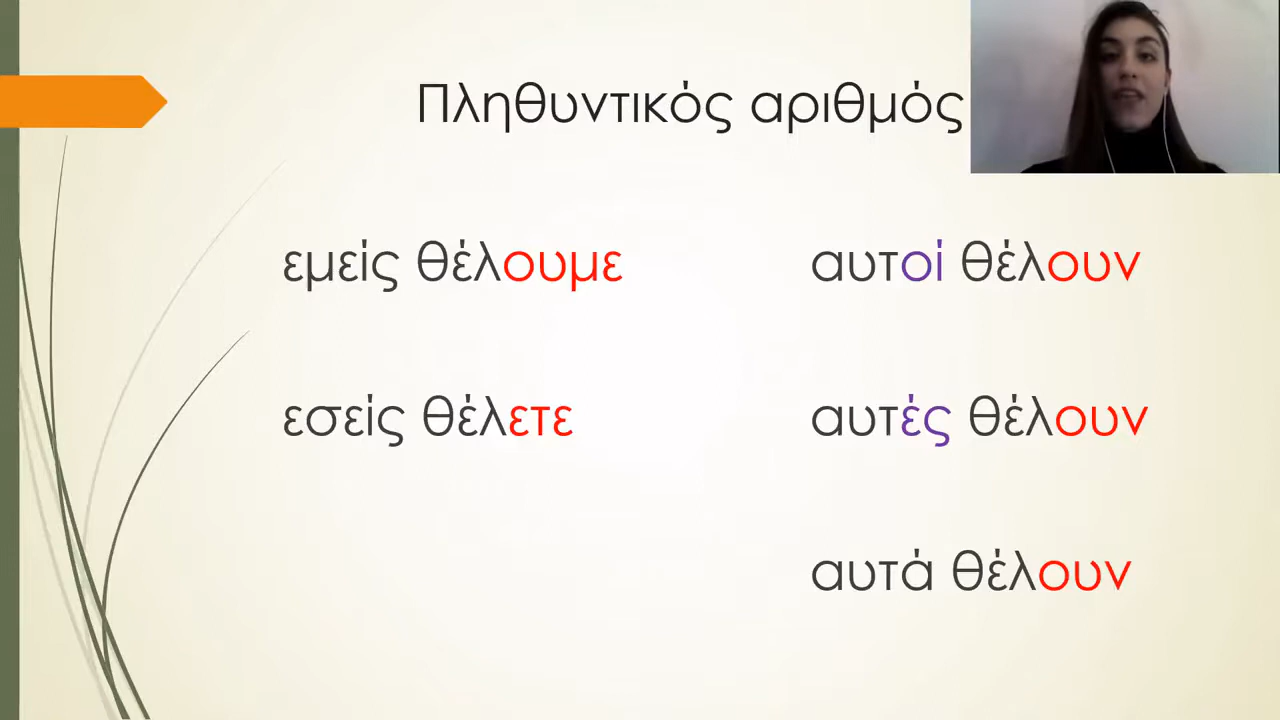 Πληθυντικός αριθμός
εμείς θέλουμε
εσείς θέλετε
αυτοί θέλουν
αυτές θέλουν
αυτά θέλουν